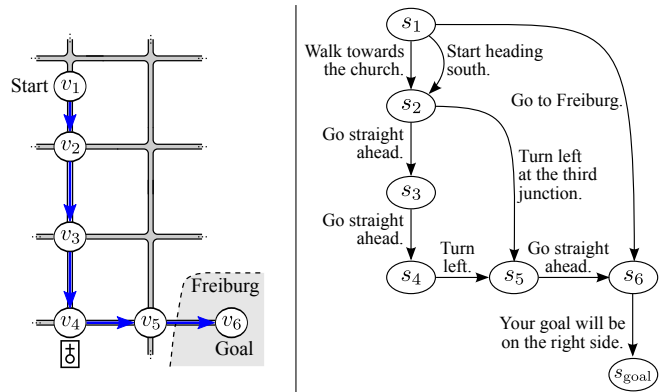 Start
v1
v2
v3
v4
v5
v6
Freiburg
Goal
s1
Walk towards
the church.
Start heading
south.
s2
Go to Freiburg.
Go straight
ahead.
Turn left
at the third
junction.
s3
Go straight
ahead.
Turn
left.
Go straight
ahead.
s4
s5
s6
Your goal will be
on the right side.
sgoal